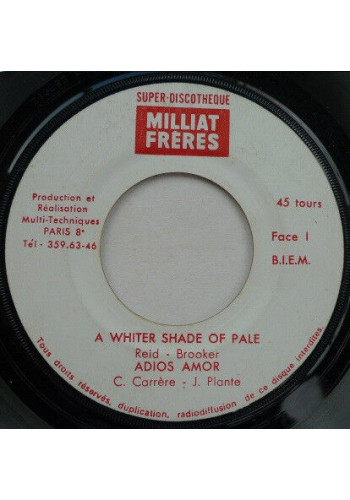 SUPER-DISCOTHEQUE
MILLIAT
FRÈRES
Production et
Réalisation
Multi-Techniques
PARIS 8e
Tél - 359.63-46
45 tours
Face I
B.I.E.M.
A WHITER SHADE OF PALE
Reid - Brooker
ADIOS AMOR
C. Carrère - J. Plante
Tous droits réservés, duplication, radiodiffusion de ce disque interdites.